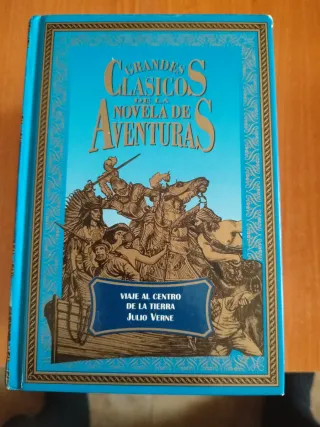 GRANDES
CLASICOS
DE LA
NOVELA DE
AVENTURAS
VIAJE AL CENTRO
DE LA TIERRA
JULIO VERNE